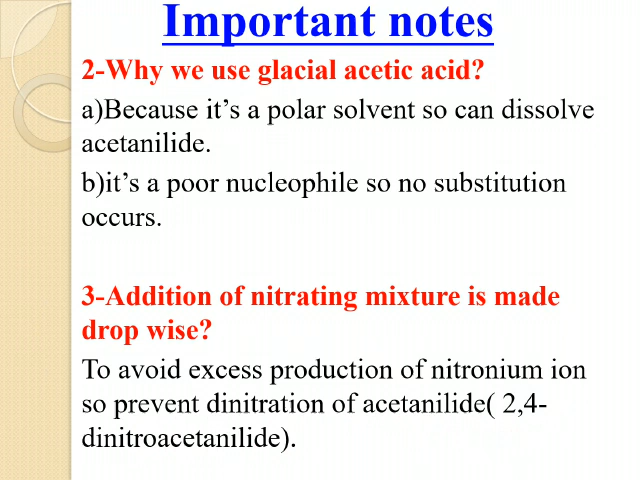 Important notes
2-Why we use glacial acetic acid?
a)Because it’s a polar solvent so can dissolve
acetanilide.
b)it’s a poor nucleophile so no substitution
occurs.
3-Addition of nitrating mixture is made
drop wise?
To avoid excess production of nitronium ion
so prevent dinitration of acetanilide( 2,4-
dinitroacetanilide).